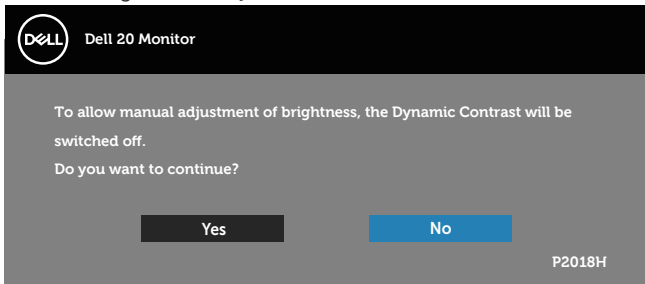 DELL
Dell 20 Monitor
To allow manual adjustment of brightness, the Dynamic Contrast will be
switched off.
Do you want to continue?
Yes No
P2018H